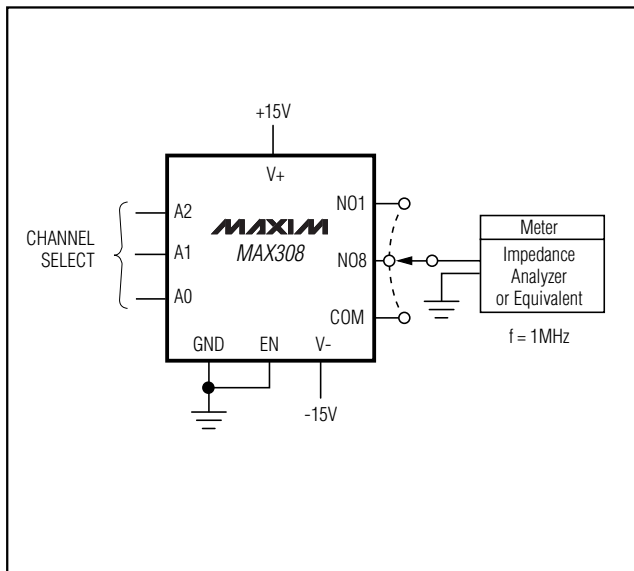 +15V
V+
A2
A1
A0
CHANNEL
SELECT
MAXIM
MAX308
NO1
NO8
COM
GND
EN
V-
-15V
Meter
Impedance
Analyzer
or Equivalent
f = 1MHz